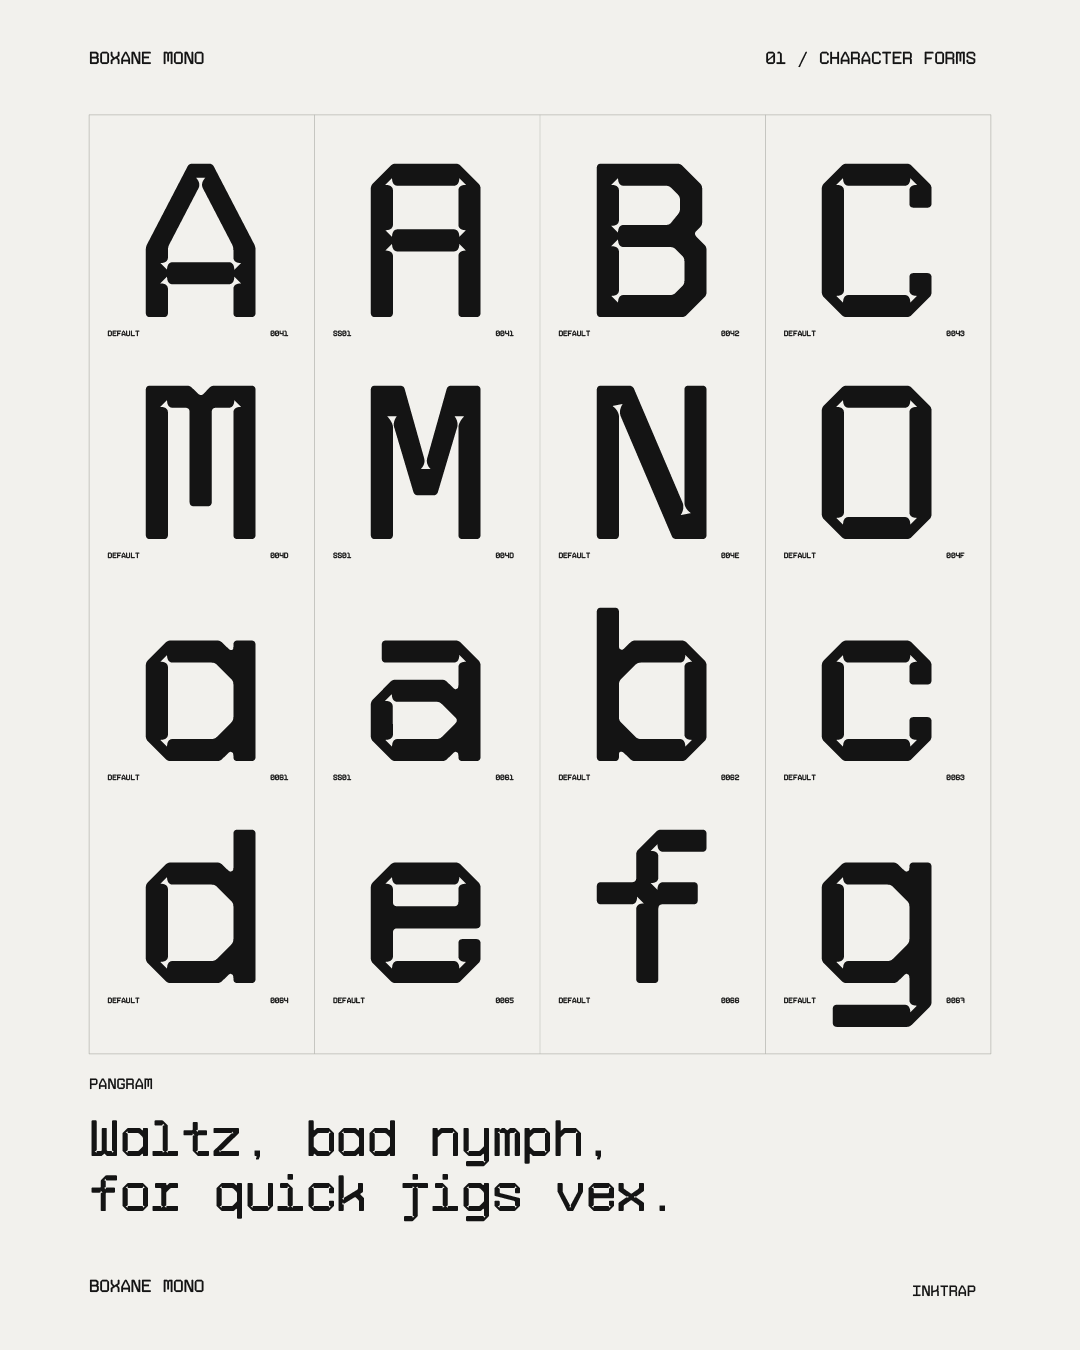 BOXANE MONO
01 / CHARACTER FORMS
A A B C
DEFAULT 0041 SS01 0041 DEFAULT 0042 DEFAULT 0043
M M N O
DEFAULT 004D SS01 004D DEFAULT 004E DEFAULT 004F
a a b c
DEFAULT 0061 SS01 0061 DEFAULT 0062 DEFAULT 0063
d e f g
DEFAULT 0064 DEFAULT 0065 DEFAULT 0066 DEFAULT 0067
PANGRAM
Waltz, bad nymph,
for quick jigs vex.
BOXANE MONO
INKTRAP